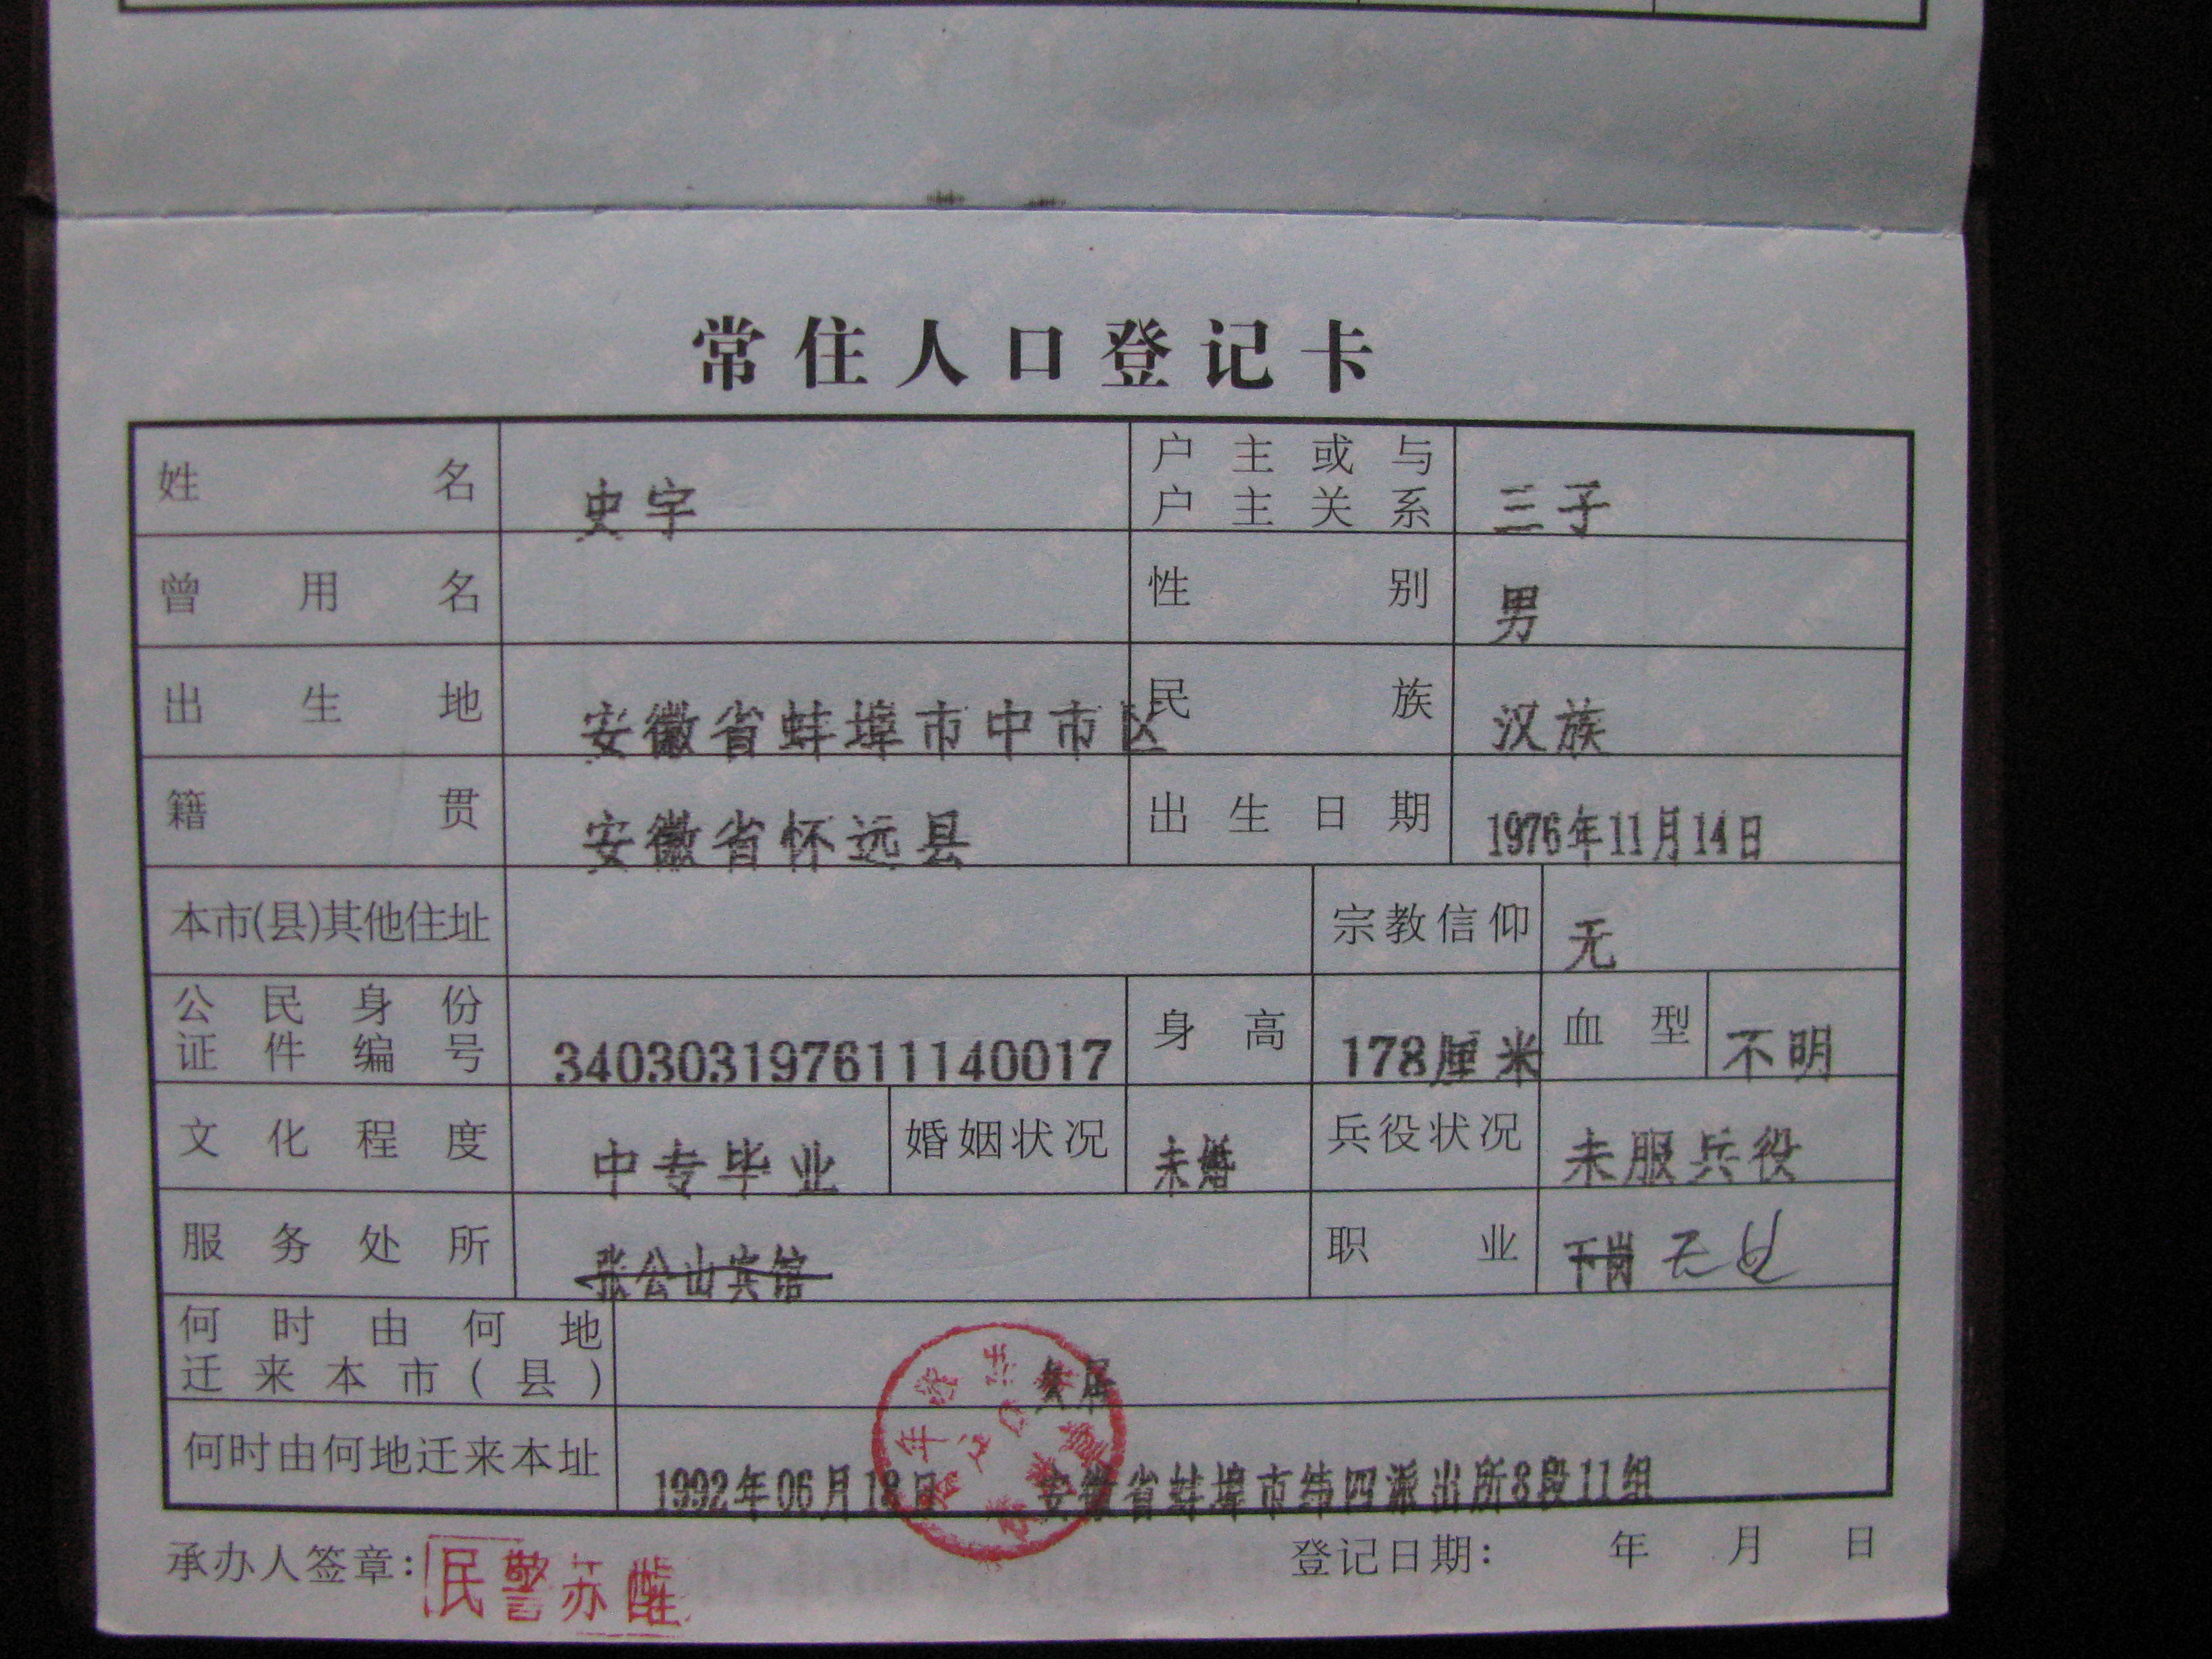 常住人口登记卡
姓名 史宇 户主或与户主关系 三子
曾用名 性别 男
出生地 安徽省蚌埠市中市区 民族 汉族
籍贯 安徽省怀远县 出生日期 1976年11月14日
本市(县)其他住址 宗教信仰 无
公民身份证件编号 340303197611140017 身高 178厘米 血型 不明
文化程度 中专毕业 婚姻状况 未婚 兵役状况 未服兵役
服务处所 张公山宾馆 职业 下岗 无业
何时由何地迁来本市(县)
何时由何地迁来本址 1992年06月18日 安徽省蚌埠市纬四派出所8段11组
承办人签章: 民警苏醒 登记日期: 年 月 日